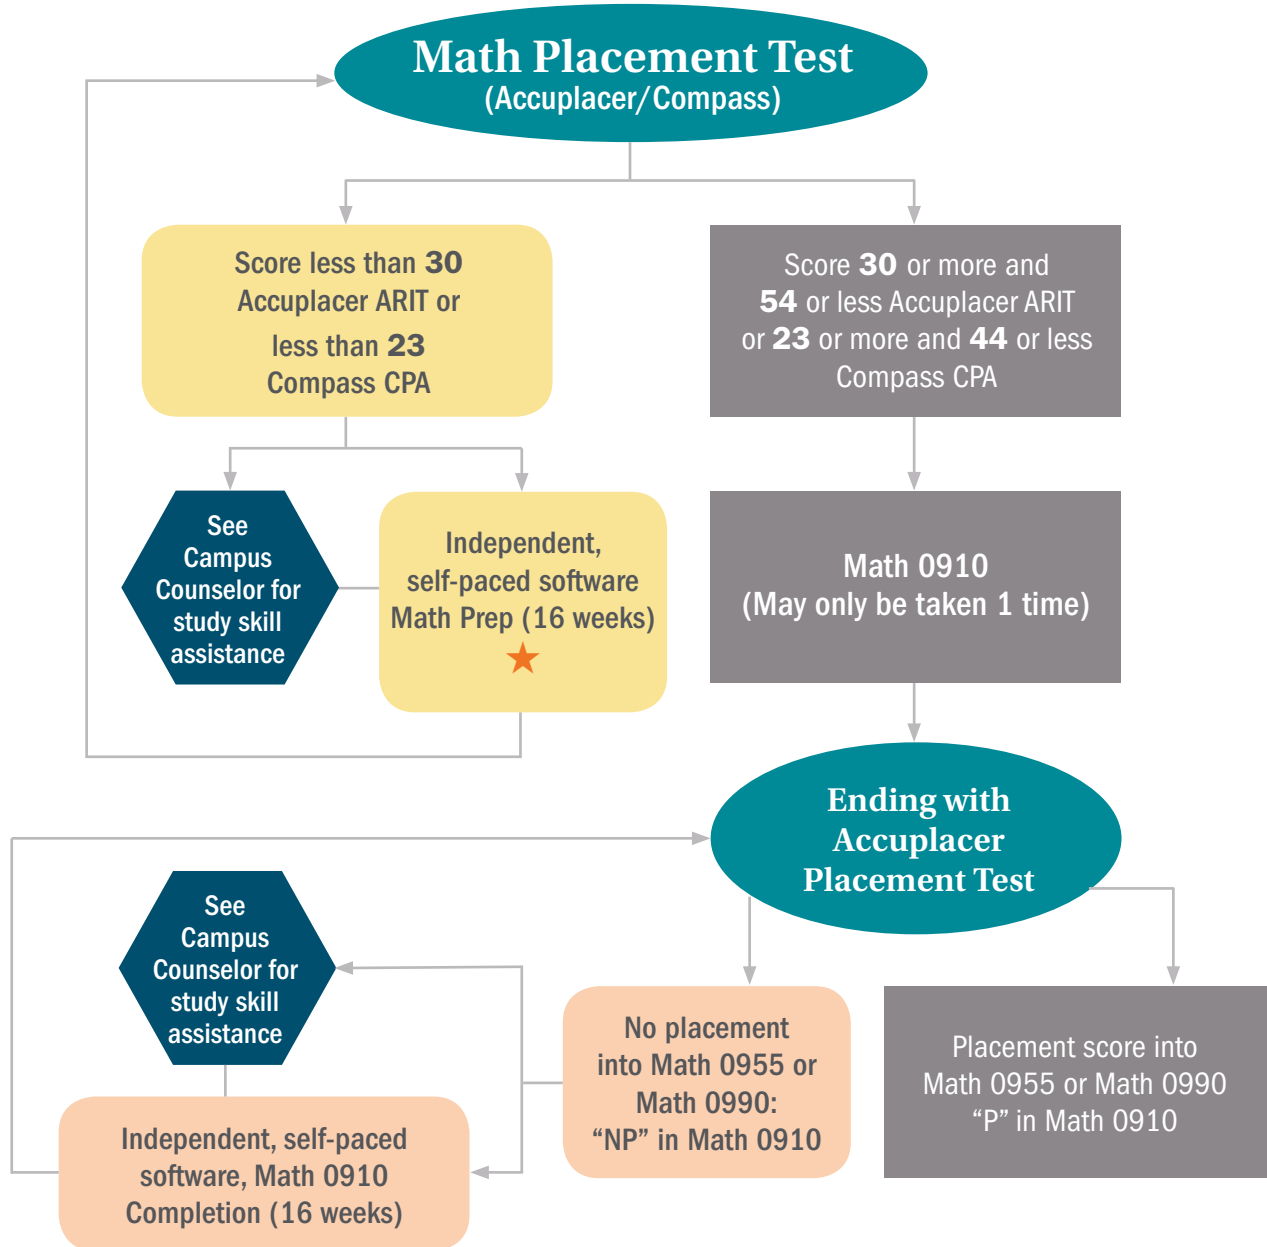 Math Placement Test
(Accuplacer/Compass)
Score less than 30
Accuplacer ARIT or
less than 23
Compass CPA
Score 30 or more and
54 or less Accuplacer ARIT
or 23 or more and 44 or less
Compass CPA
See
Campus
Counselor for
study skill
assistance
Independent,
self-paced software
Math Prep (16 weeks)
Math 0910
(May only be taken 1 time)
Ending with
Accuplacer
Placement Test
See
Campus
Counselor for
study skill
assistance
No placement
into Math 0955 or
Math 0990:
“NP” in Math 0910
Placement score into
Math 0955 or Math 0990
“P” in Math 0910
Independent, self-paced
software, Math 0910
Completion (16 weeks)